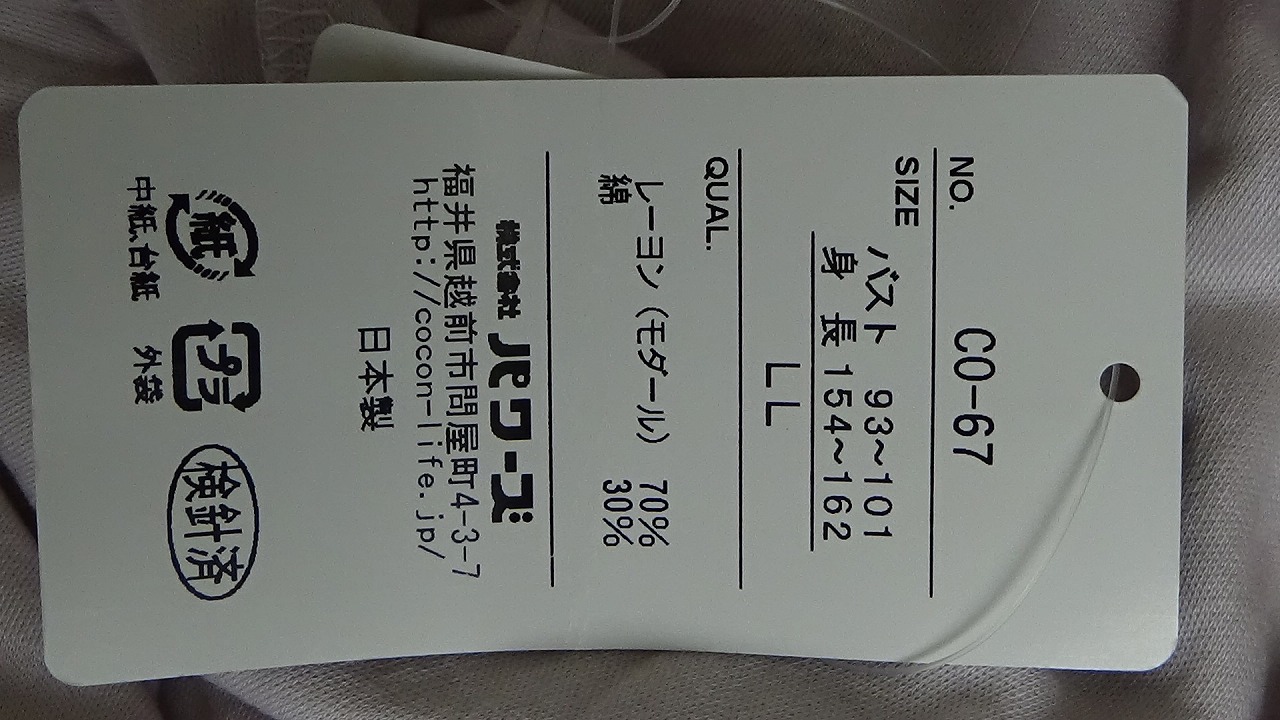 NO. CO-67
SIZE
バスト 93〜101
身 長 154〜162
LL
QUAL.
レーヨン(モダール) 70%
綿 30%
株式会社 パワーズ
福井県越前市問屋町4-3-7
http://cocon-life.jp/
日本製
紙 プラ 検針済
中紙、台紙 外袋